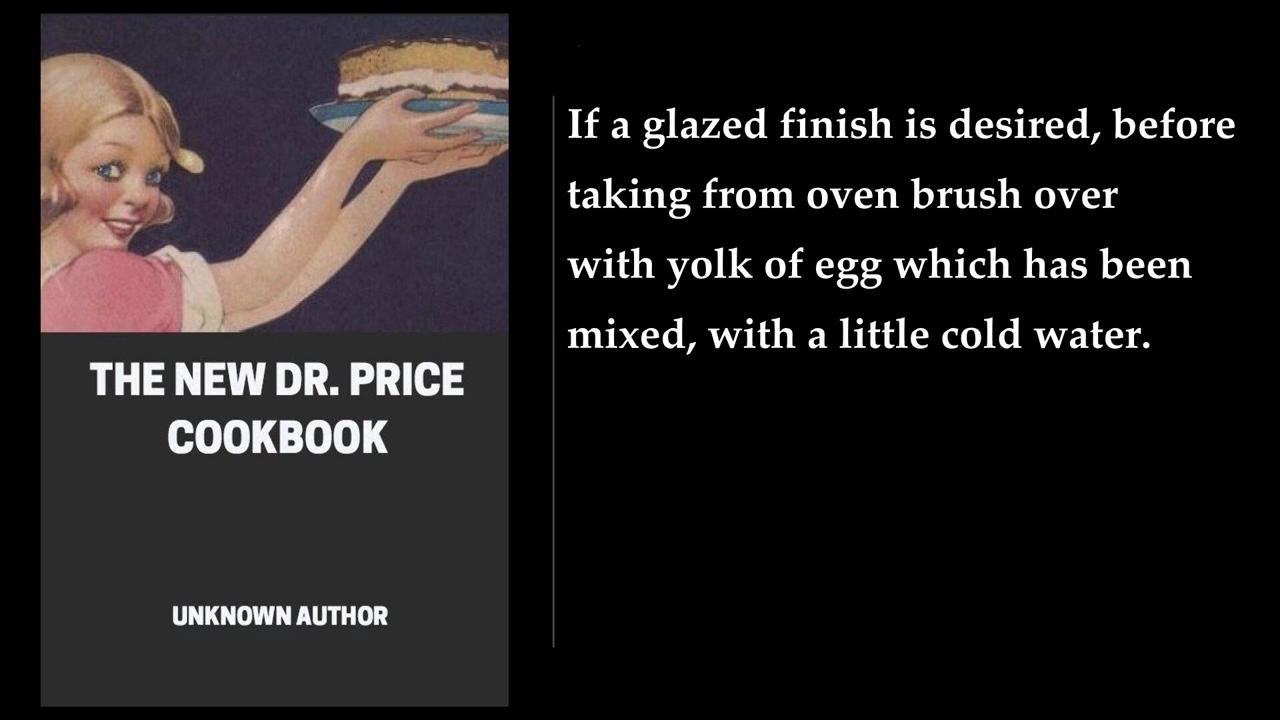 THE NEW DR. PRICE
COOKBOOK
UNKNOWN AUTHOR
If a glazed finish is desired, before
taking from oven brush over
with yolk of egg which has been
mixed, with a little cold water.